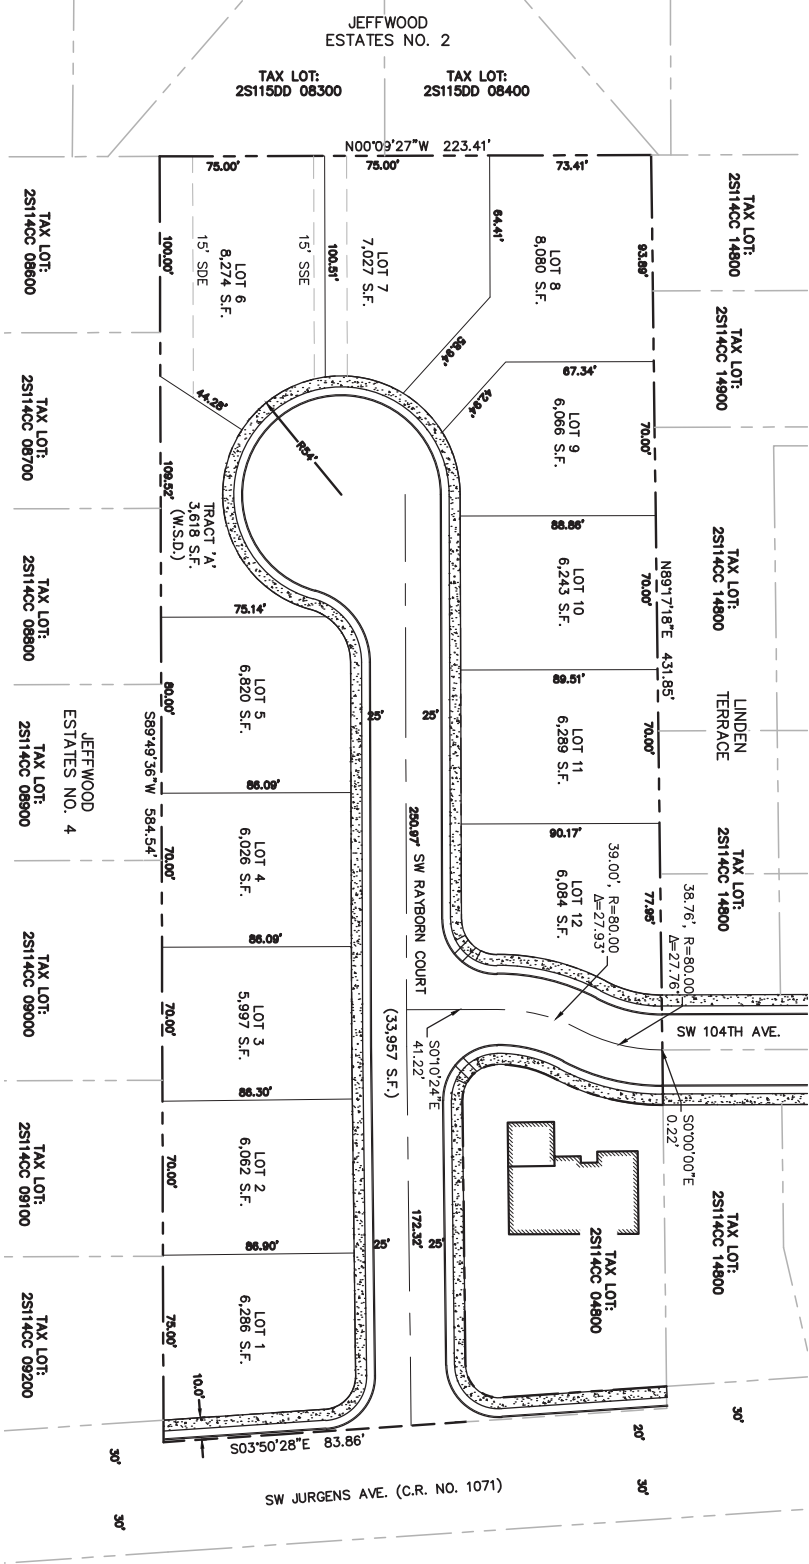 JEFFWOOD
ESTATES NO. 2
TAX LOT:
2S115DD 08300
TAX LOT:
2S115DD 08400
N00°09'27"W 223.41'
75.00'
75.00'
73.41'
TAX LOT:
2S114CC 08600
100.00'
15' SDE
LOT 6
8,274 S.F.
15' SSE
100.51'
LOT 7
7,027 S.F.
64.41'
LOT 8
8,080 S.F.
93.89'
TAX LOT:
2S114CC 14800
58.94'
67.34'
TAX LOT:
2S114CC 14900
TAX LOT:
2S114CC 08700
44.28'
42.94'
R54'
LOT 9
6,066 S.F.
70.00'
109.52'
TRACT 'A'
3,618 S.F.
(W.S.D.)
88.86'
TAX LOT:
2S114CC 08800
75.14'
LOT 10
6,243 S.F.
70.00'
N89°17'18"E 431.85'
TAX LOT:
2S114CC 14800
LOT 5
6,820 S.F.
80.00'
89.51'
25'
25'
LOT 11
6,289 S.F.
70.00'
LINDEN
TERRACE
JEFFWOOD
ESTATES NO. 4
S89°49'36"W 584.54'
TAX LOT:
2S114CC 08900
86.09'
70.00'
LOT 4
6,026 S.F.
250.97'
SW RAYBORN COURT
(33,957 S.F.)
90.17'
LOT 12
6,084 S.F.
77.95'
39.00', R=80.00
Δ=27.93°
38.76', R=80.00
Δ=27.76°
TAX LOT:
2S114CC 14800
86.09'
TAX LOT:
2S114CC 09000
70.00'
LOT 3
5,997 S.F.
S0°10'24"E
41.22'
SW 104TH AVE.
S0°00'00"E
0.22'
86.30'
TAX LOT:
2S114CC 09100
70.00'
LOT 2
6,062 S.F.
172.32'
25'
25'
86.90'
TAX LOT:
2S114CC 04800
TAX LOT:
2S114CC 14800
TAX LOT:
2S114CC 09200
75.00'
LOT 1
6,286 S.F.
10.0'
S03°50'28"E 83.86'
30'
20'
30'
30'
30'
SW JURGENS AVE. (C.R. NO. 1071)